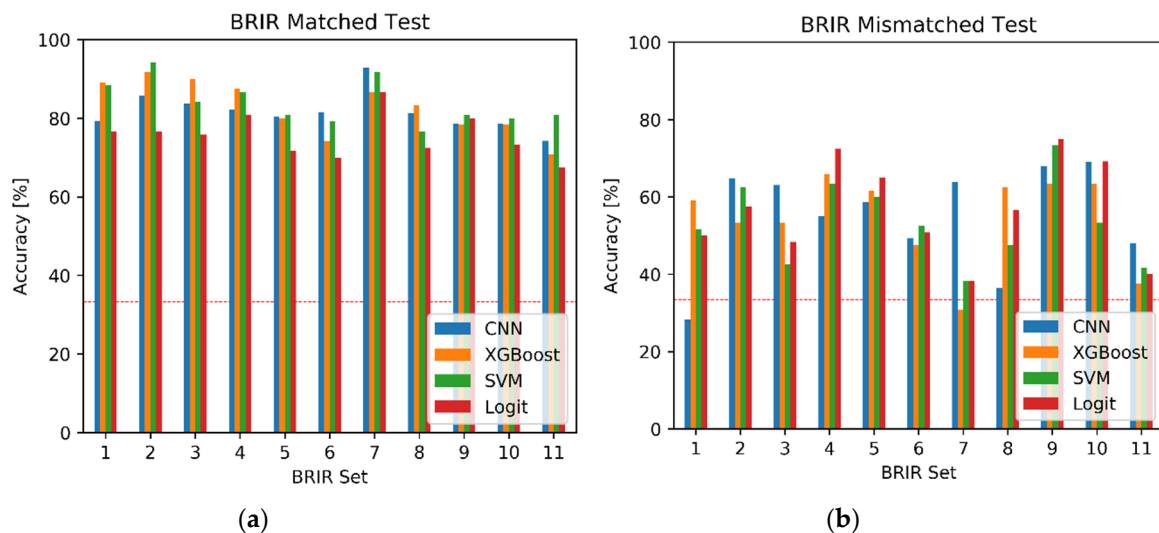 BRIR Matched Test
100
80
60
40
20
0
Accuracy [%]
CNN
XGBoost
SVM
Logit
1 2 3 4 5 6 7 8 9 10 11
BRIR Set
(a)
BRIR Mismatched Test
100
80
60
40
20
0
Accuracy [%]
CNN
XGBoost
SVM
Logit
1 2 3 4 5 6 7 8 9 10 11
BRIR Set
(b)